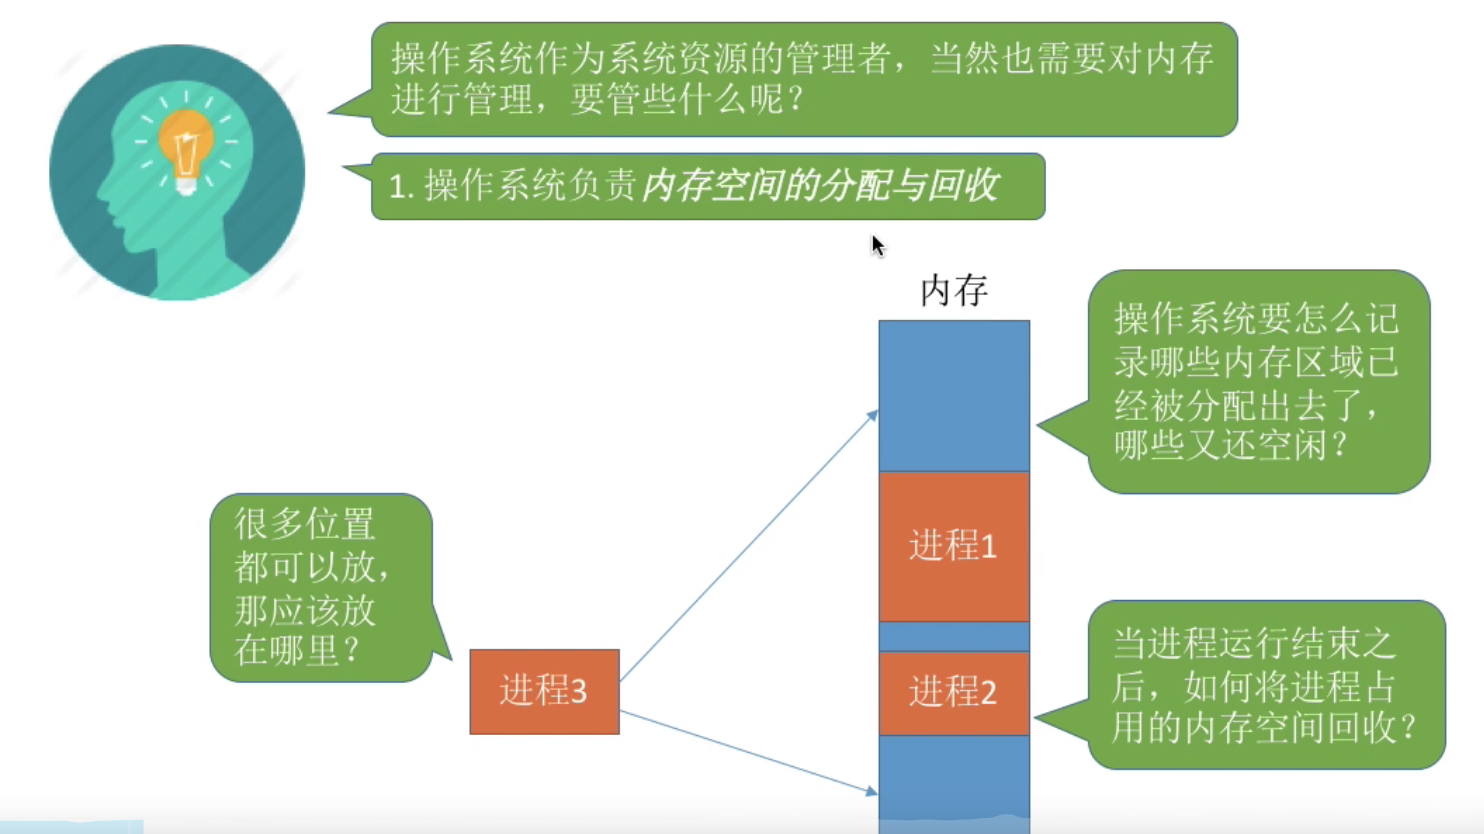 操作系统作为系统资源的管理者，当然也需要对内存
进行管理，要管些什么呢？
1. 操作系统负责内存空间的分配与回收
内存
操作系统要怎么记
录哪些内存区域已
经被分配出去了，
哪些又还空闲？
进程1
很多位置
都可以放，
那应该放
在哪里？
进程3
进程2
当进程运行结束之
后，如何将进程占
用的内存空间回收？